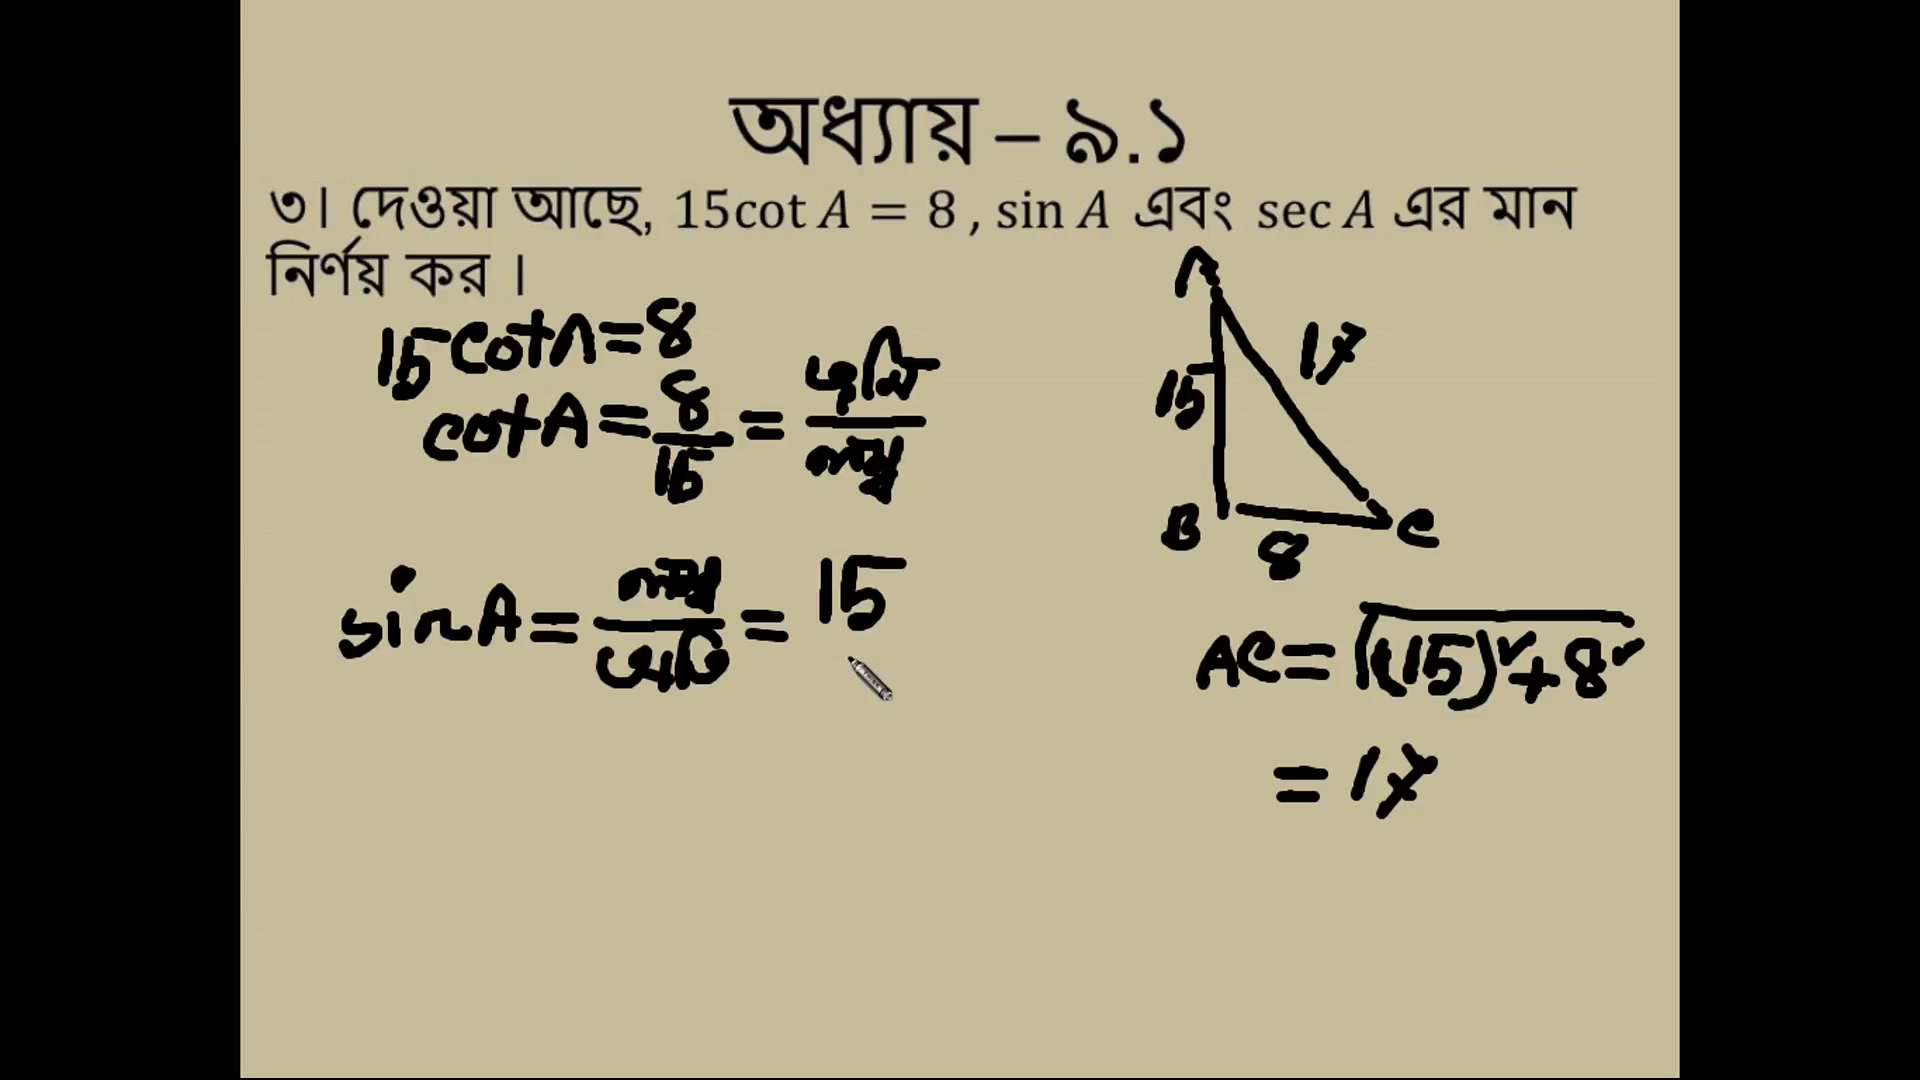 অধ্যায় – ৯.১
৩। দেওয়া আছে, 15cot A = 8 , sin A এবং sec A এর মান
নির্ণয় কর ।
15cotA=8
cotA = 8/15 = ভূমি/লম্ব
sinA = লম্ব/অতি = 15
A
15
17
B
8
C
AC = √(15)²+8²
= 17